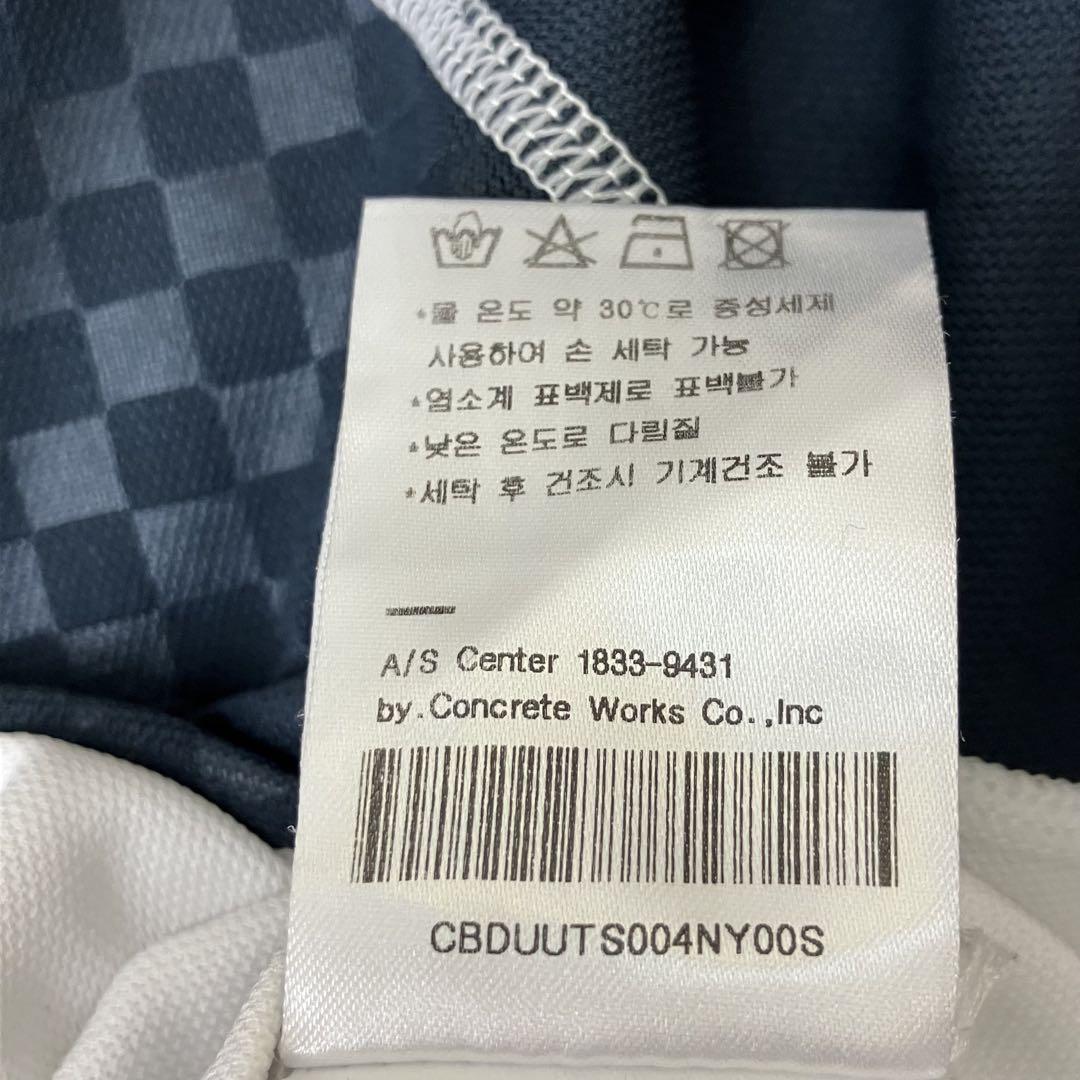 *물 온도 약 30℃로 중성세제
사용하여 손 세탁 가능
*염소계 표백제로 표백불가
*낮은 온도로 다림질
*세탁 후 건조시 기계건조 불가
A/S Center 1833-9431
by.Concrete Works Co.,Inc
CBDUUTS004NY00S